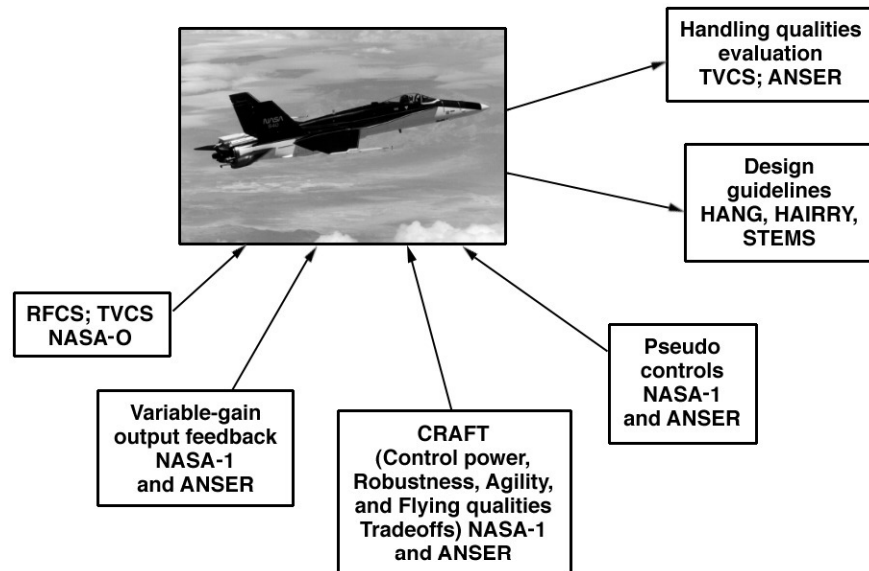 Handling qualities
evaluation
TVCS; ANSER
Design
guidelines
HANG, HAIRRY,
STEMS
NASA
RFCS; TVCS
NASA-O
Pseudo
controls
NASA-1
and ANSER
Variable-gain
output feedback
NASA-1
and ANSER
CRAFT
(Control power,
Robustness, Agility,
and Flying qualities
Tradeoffs) NASA-1
and ANSER